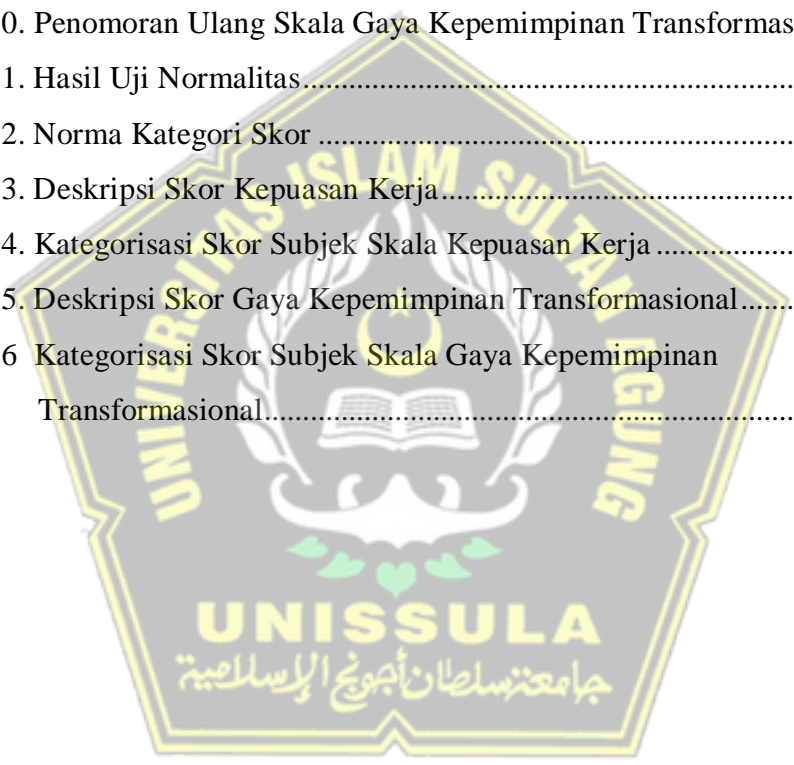 0. Penomoran Ulang Skala Gaya Kepemimpinan Transformas
1. Hasil Uji Normalitas.....................................................
2. Norma Kategori Skor ...................................................
3. Deskripsi Skor Kepuasan Kerja......................................
4. Kategorisasi Skor Subjek Skala Kepuasan Kerja .................
5. Deskripsi Skor Gaya Kepemimpinan Transformasional......
6 Kategorisasi Skor Subjek Skala Gaya Kepemimpinan
Transformasional.........................................................
UNIVERSITAS ISLAM SULTAN AGUNG
UNISSULA
جامعة سلطان أجونج الإسلامية